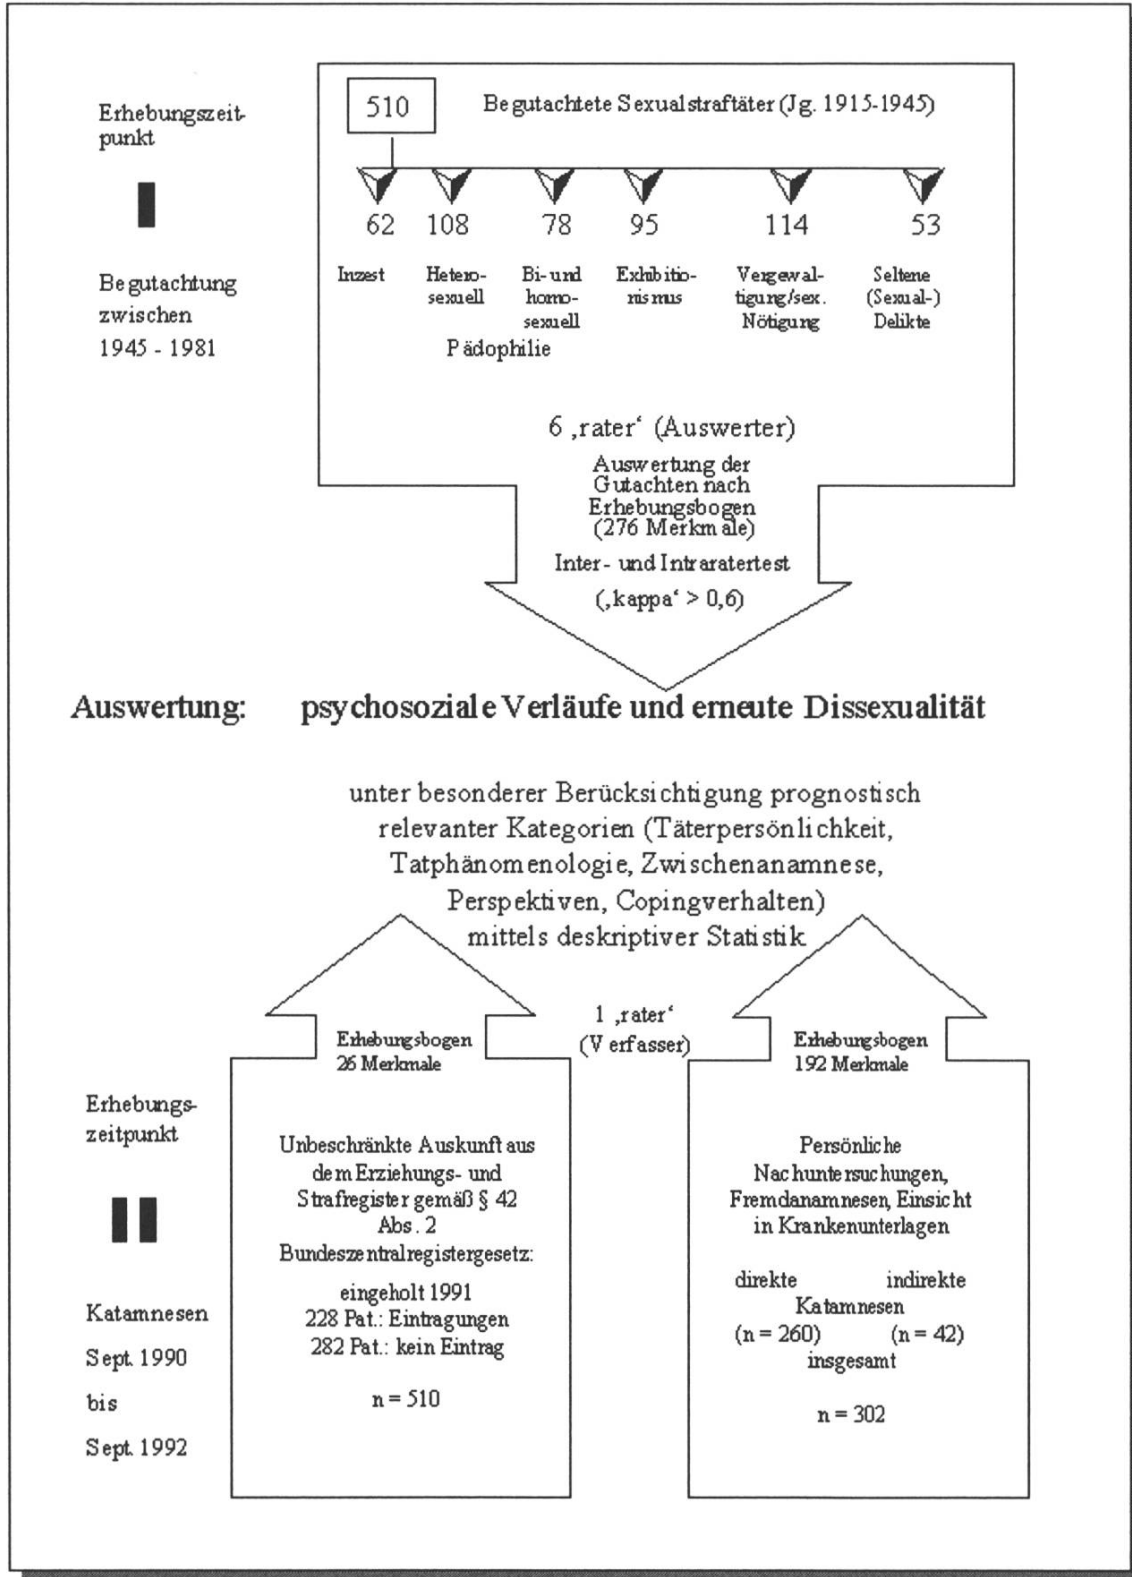 Erhebungszeit-
punkt
I
Begutachtung
zwischen
1945 - 1981
510
Begutachtete Sexualstraftäter (Jg. 1915-1945)
62 108 78 95 114 53
Inzest
Hetero-
sexuell
Bi- und
homo-
sexuell
Pädophilie
Exhibitio-
nismus
Vergewal-
tigung/sex.
Nötigung
Seltene
(Sexual-)
Delikte
6 ‚rater‘ (Auswerter)
Auswertung der
Gutachten nach
Erhebungsbogen
(276 Merkmale)
Inter- und Intraratertest
(‚kappa‘ > 0,6)
Auswertung: psychosoziale Verläufe und erneute Dissexualität
unter besonderer Berücksichtigung prognostisch
relevanter Kategorien (Täterpersönlichkeit,
Tatphänomenologie, Zwischenanamnese,
Perspektiven, Copingverhalten)
mittels deskriptiver Statistik
1 ‚rater‘
(Verfasser)
Erhebungs-
zeitpunkt
II
Katamnesen
Sept. 1990
bis
Sept. 1992
Erhebungsbogen
26 Merkmale
Unbeschränkte Auskunft aus
dem Erziehungs- und
Strafregister gemäß § 42
Abs. 2
Bundeszentralregistergesetz:
eingeholt 1991
228 Pat.: Eintragungen
282 Pat.: kein Eintrag
n = 510
Erhebungsbogen
192 Merkmale
Persönliche
Nachuntersuchungen,
Fremdanamnesen, Einsicht
in Krankenunterlagen
direkte indirekte
Katamnesen
(n = 260) (n = 42)
insgesamt
n = 302